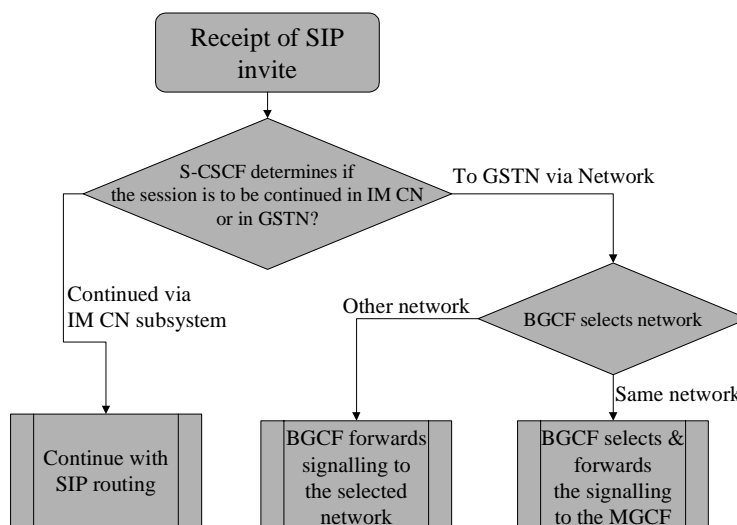 Receipt of SIP
invite
S-CSCF determines if
the session is to be continued in IM CN
or in GSTN?
To GSTN via Network
Continued via
IM CN subsystem
Other network
BGCF selects network
Same network
Continue with
SIP routing
BGCF forwards
signalling to
the selected
network
BGCF selects &
forwards
the signalling
to the MGCF